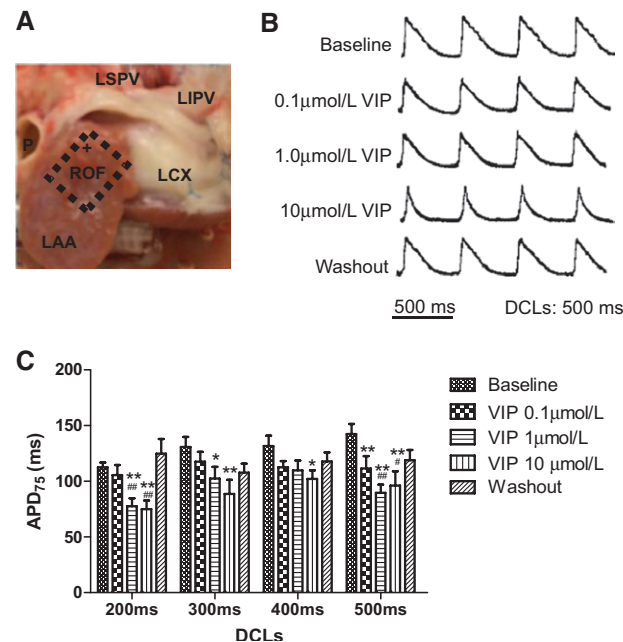 A
LSPV
LIPV
P
+
ROF
LCX
LAA
B
Baseline
0.1μmol/L VIP
1.0μmol/L VIP
10μmol/L VIP
Washout
500 ms
DCLs: 500 ms
C
APD75 (ms)
200
150
100
50
0
** ##
** ##
*
**
*
**
** ##
** #
200ms
300ms
400ms
500ms
DCLs
Baseline
VIP 0.1μmol/L
VIP 1μmol/L
VIP 10 μmol/L
Washout